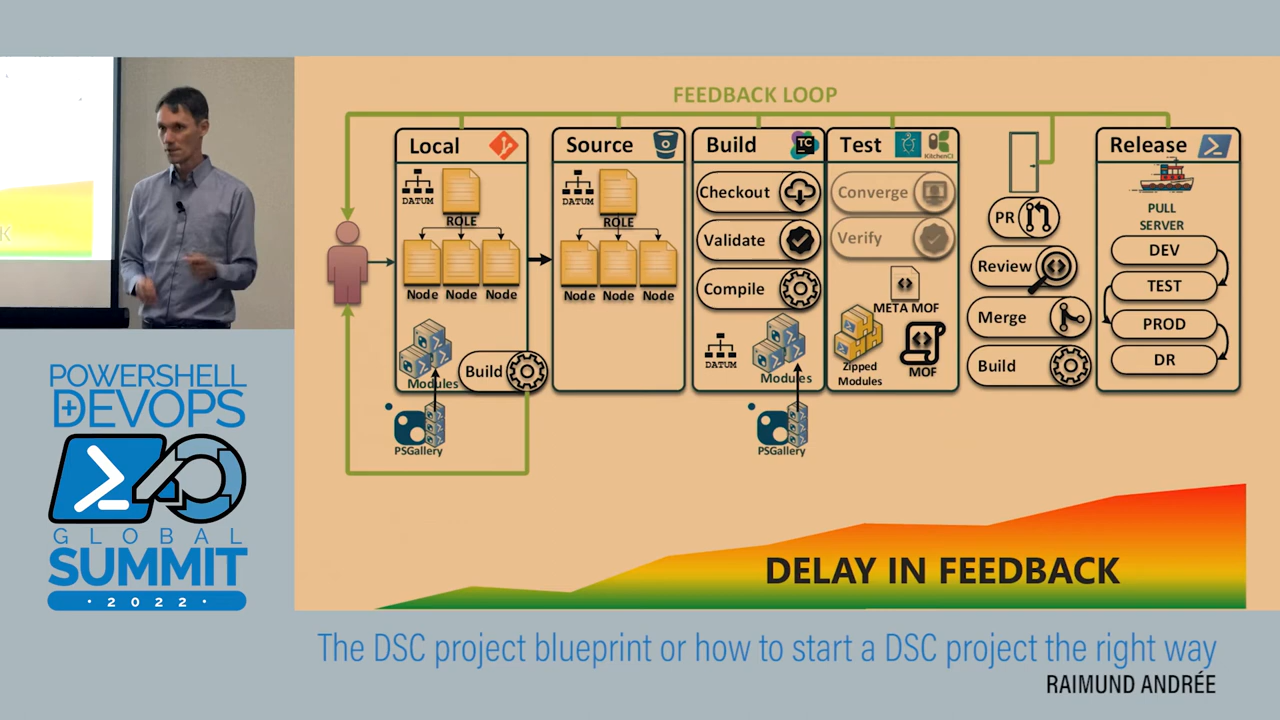 FEEDBACK LOOP
Local
DATUM
ROLE
Node Node Node
Modules
Build
PSGallery
Source
DATUM
ROLE
Node Node Node
Build
TC
Checkout
Validate
Compile
DATUM
Modules
PSGallery
Test
KitchenCI
Converge
Verify
META MOF
Zipped
Modules
MOF
PR
Review
Merge
Build
Release
PULL
SERVER
DEV
TEST
PROD
DR
DELAY IN FEEDBACK
K
POWERSHELL
+DEVOPS
GLOBAL
SUMMIT
· 2022 ·
The DSC project blueprint or how to start a DSC project the right way
RAIMUND ANDRÉE